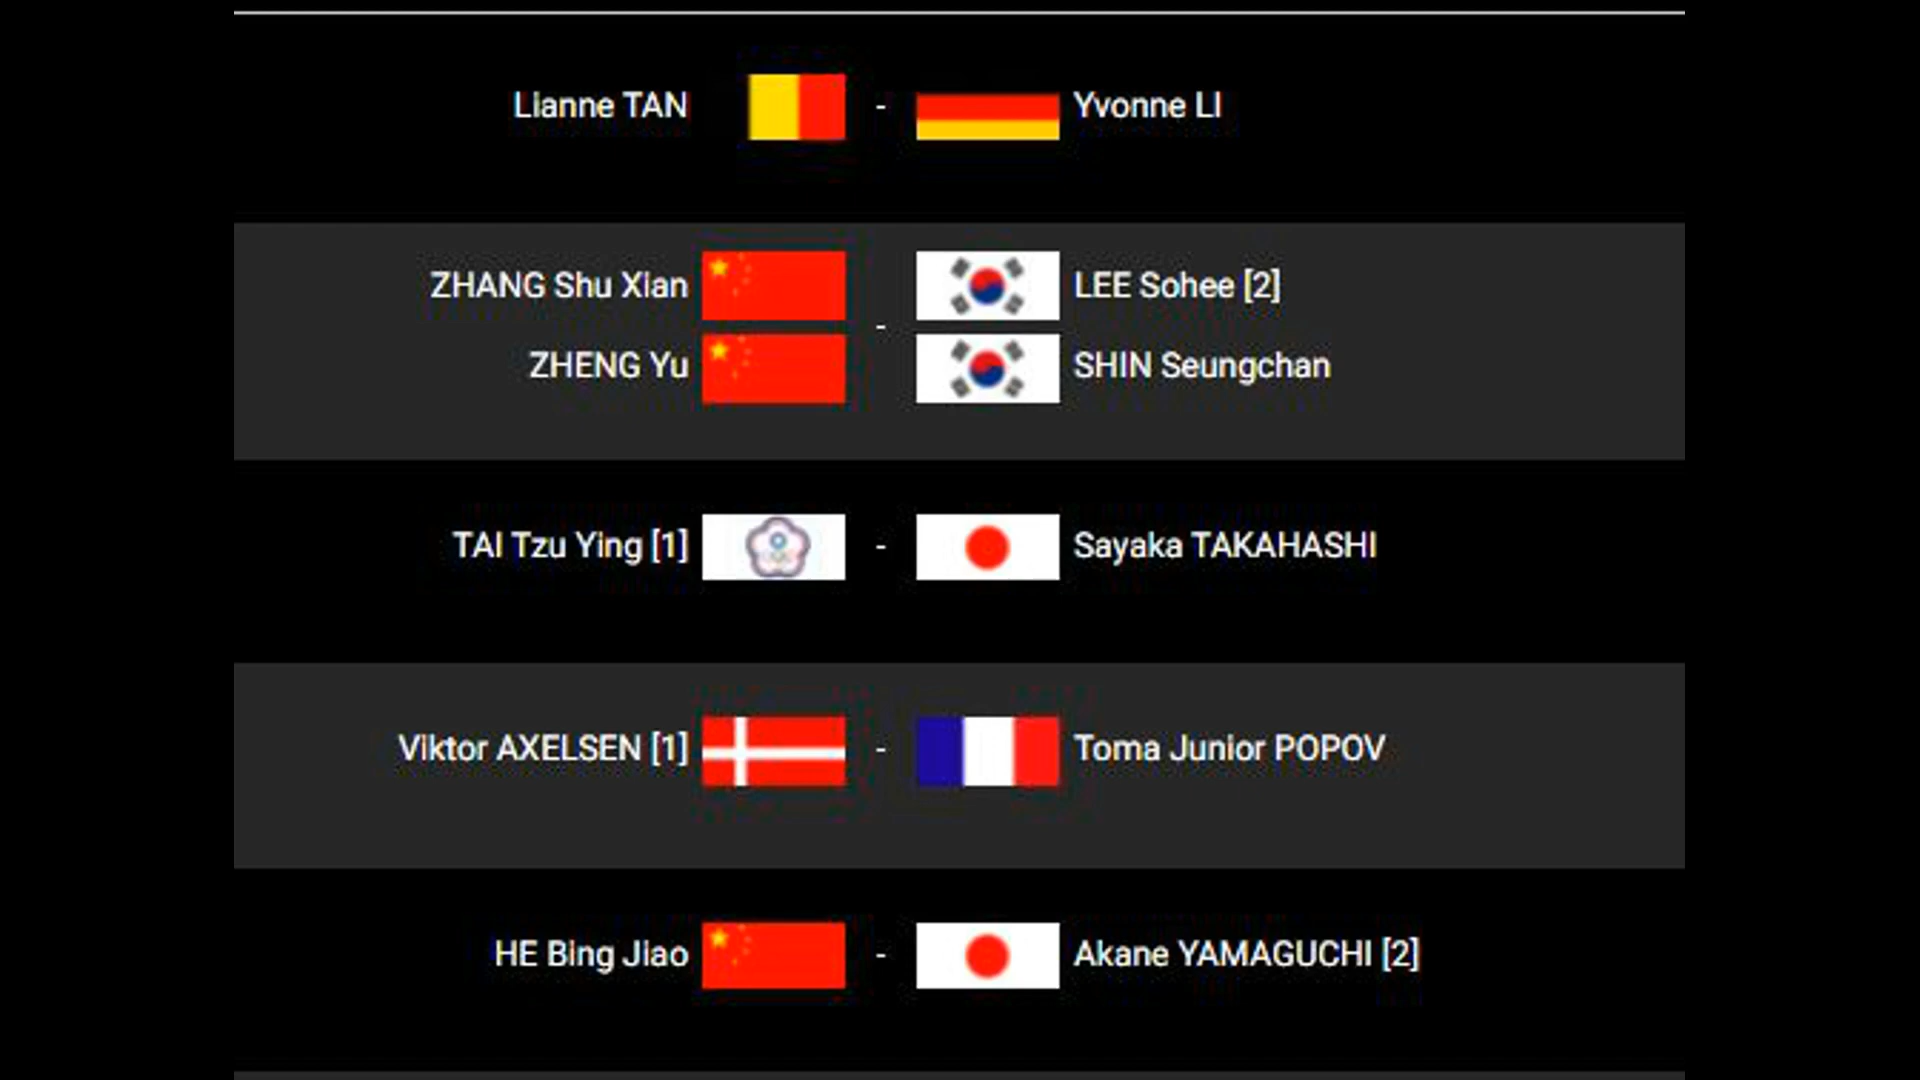 Lianne TAN - Yvonne LI
ZHANG Shu Xian - LEE Sohee [2]
ZHENG Yu SHIN Seungchan
TAI Tzu Ying [1] - Sayaka TAKAHASHI
Viktor AXELSEN [1] - Toma Junior POPOV
HE Bing Jiao - Akane YAMAGUCHI [2]